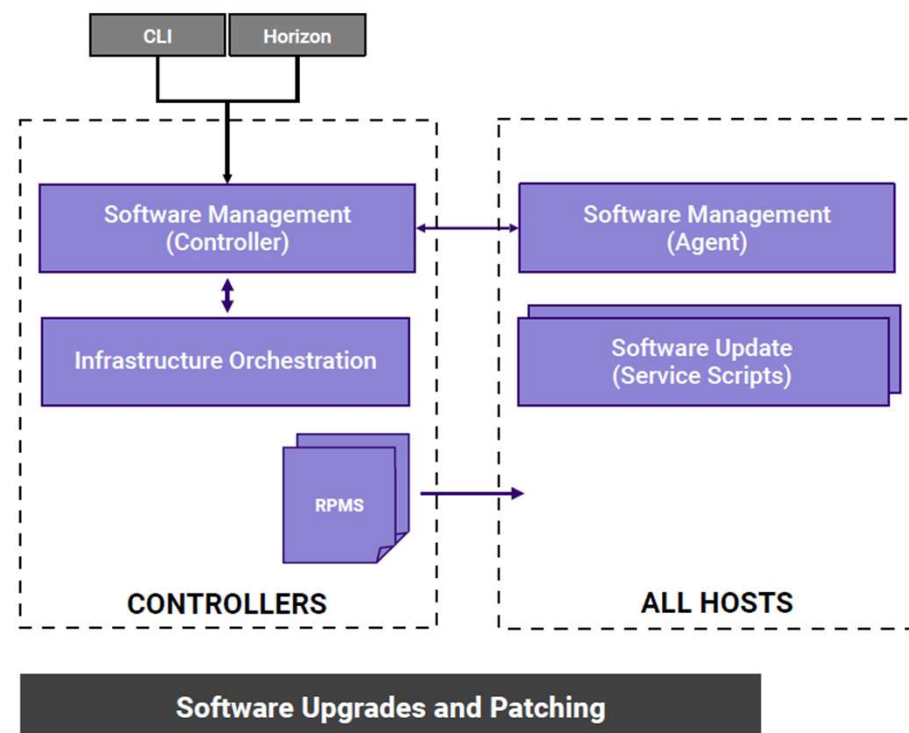 CLI
Horizon
Software Management
(Controller)
Software Management
(Agent)
Infrastructure Orchestration
Software Update
(Service Scripts)
RPMS
CONTROLLERS
ALL HOSTS
Software Upgrades and Patching